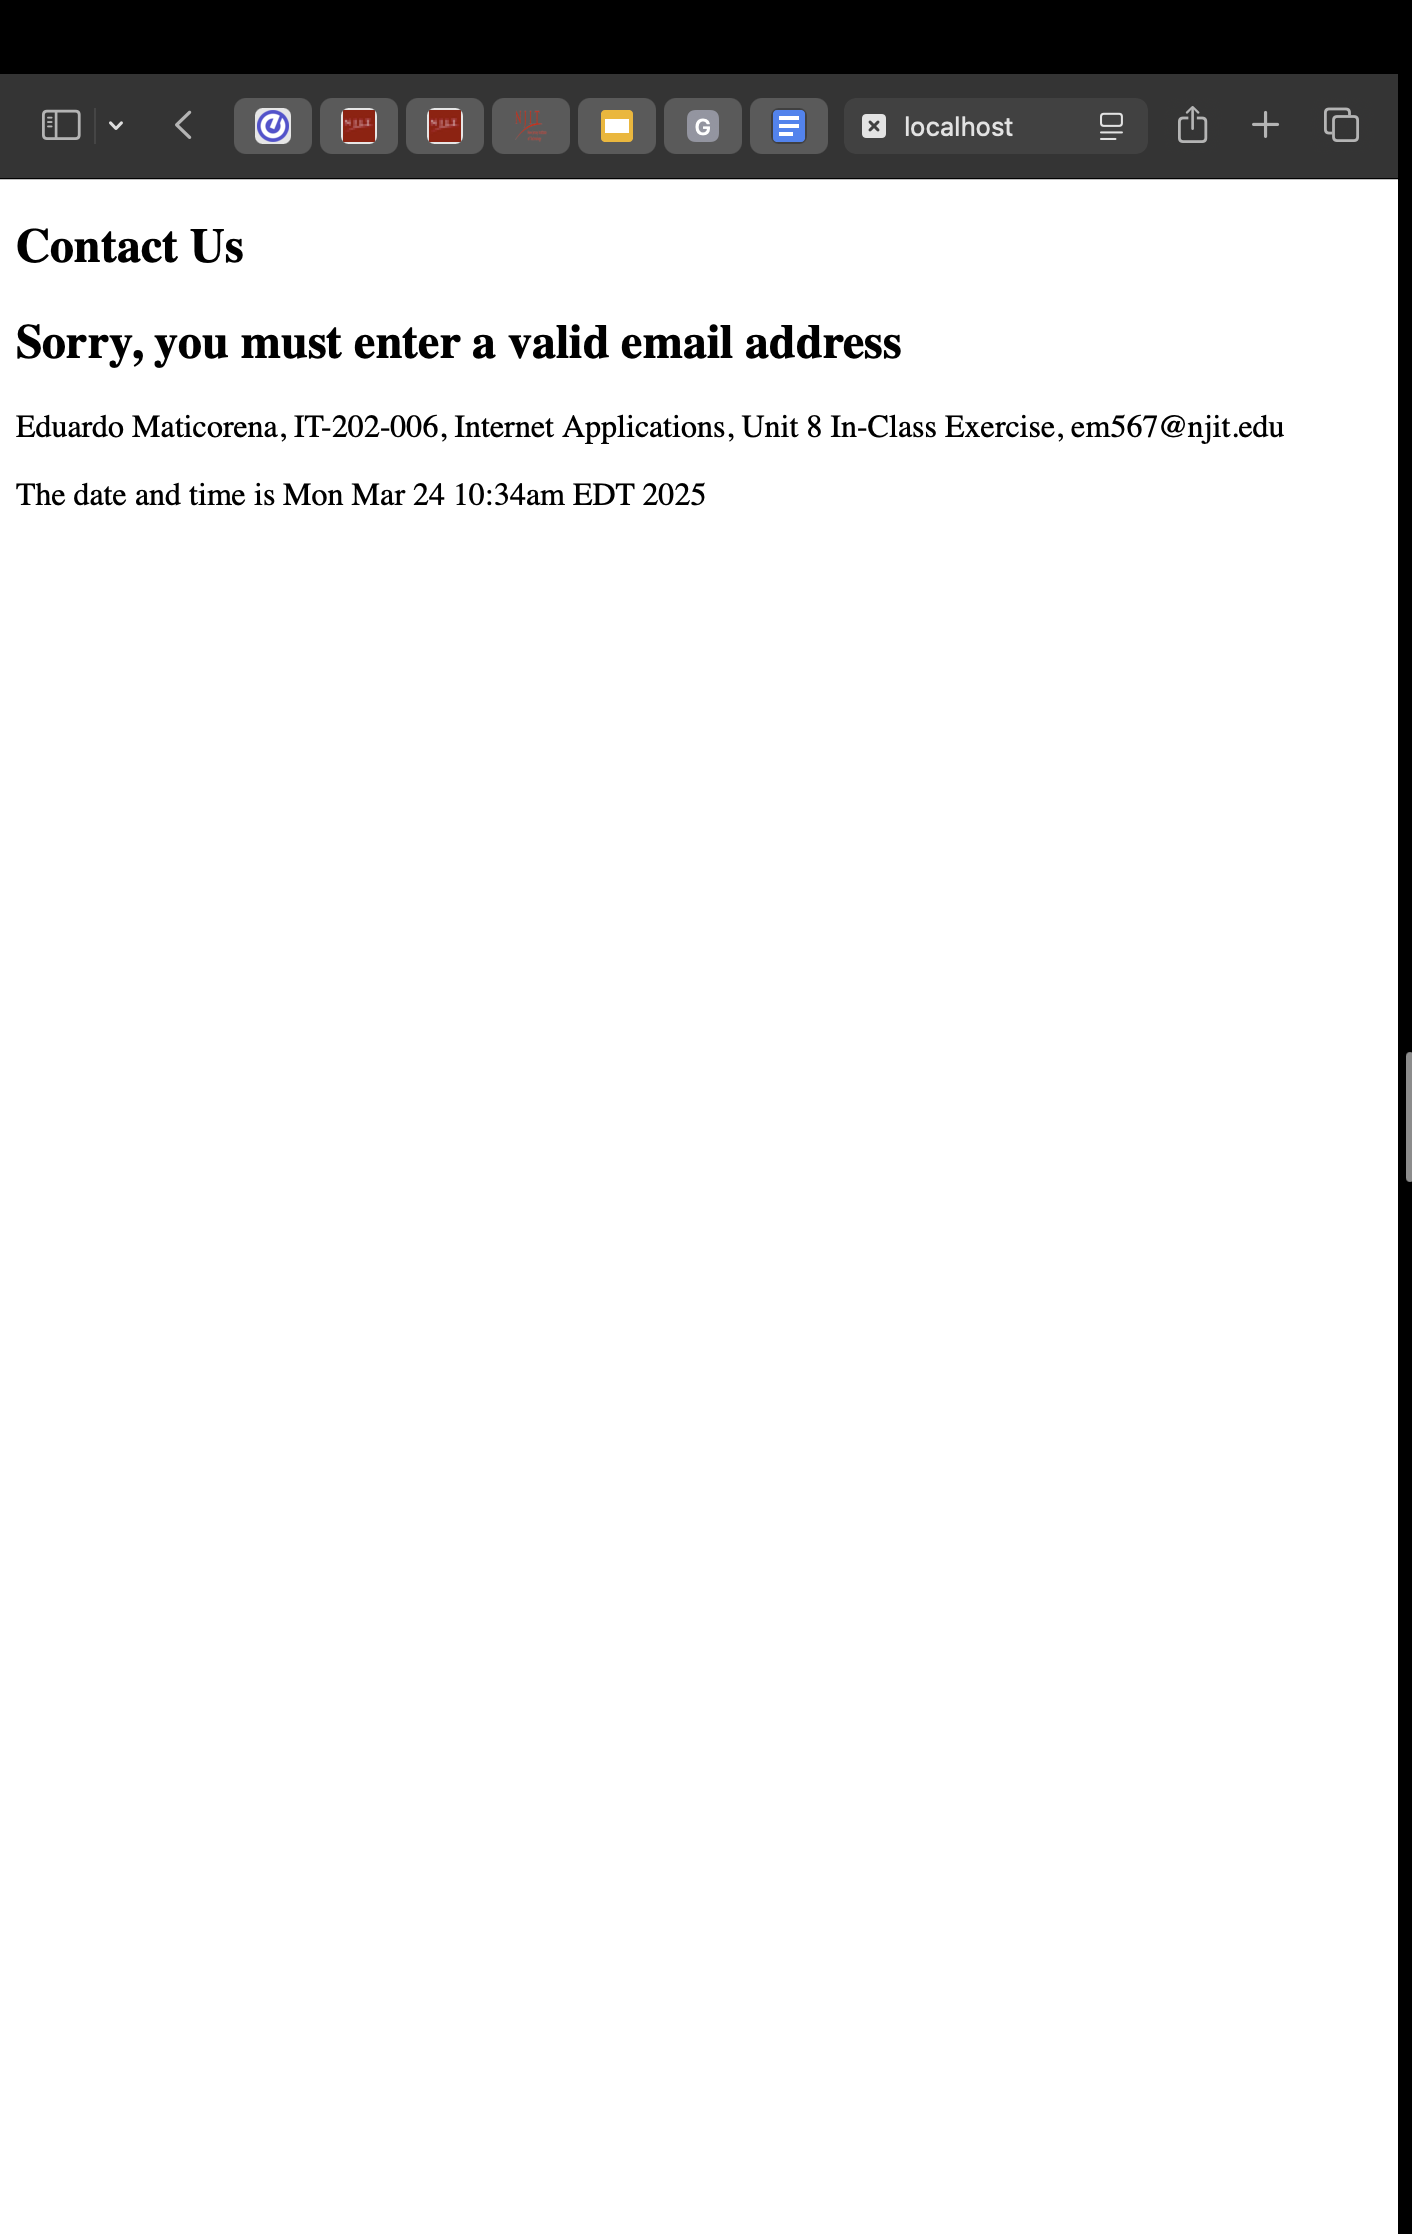 G
localhost
Contact Us
Sorry, you must enter a valid email address
Eduardo Maticorena, IT-202-006, Internet Applications, Unit 8 In-Class Exercise, em567@njit.edu
The date and time is Mon Mar 24 10:34am EDT 2025